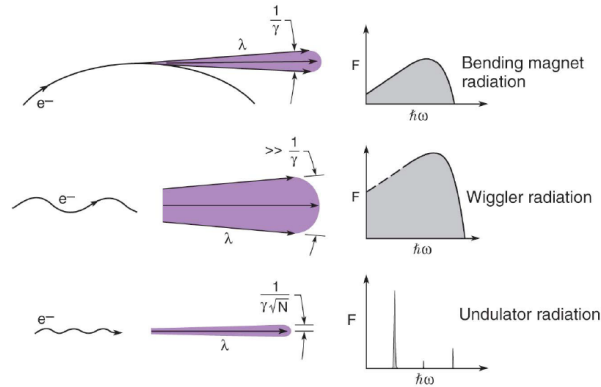 1
γ
λ
e–
F
ħω
Bending magnet
radiation
>> 1
γ
e–
λ
F
ħω
Wiggler radiation
1
γ√N
e–
λ
F
ħω
Undulator radiation